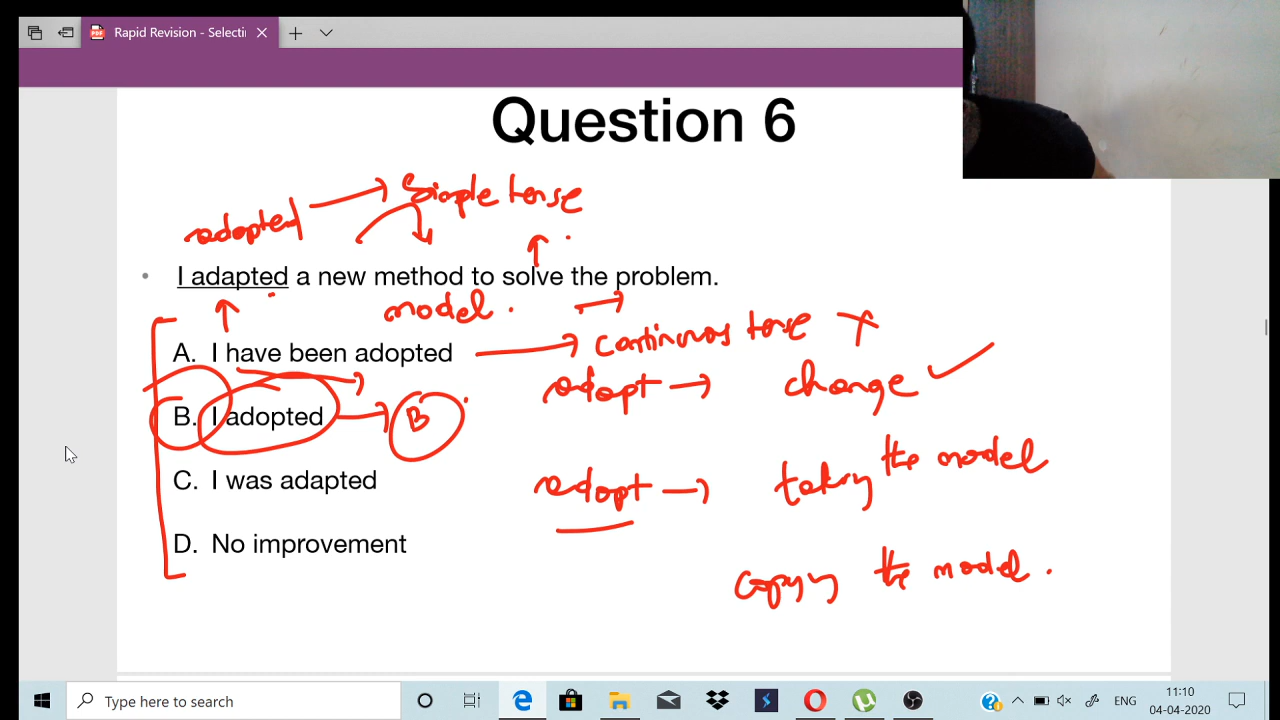 Rapid Revision - Selecti
Question 6
adopted → Simple tense
• I adapted a new method to solve the problem.
model.
A. I have been adopted → Continuous tense X
adopt → change ✓
B. I adopted → B
adopt → taking the model
C. I was adapted
D. No improvement
copying the model.
Type here to search
ENG
11:10
04-04-2020